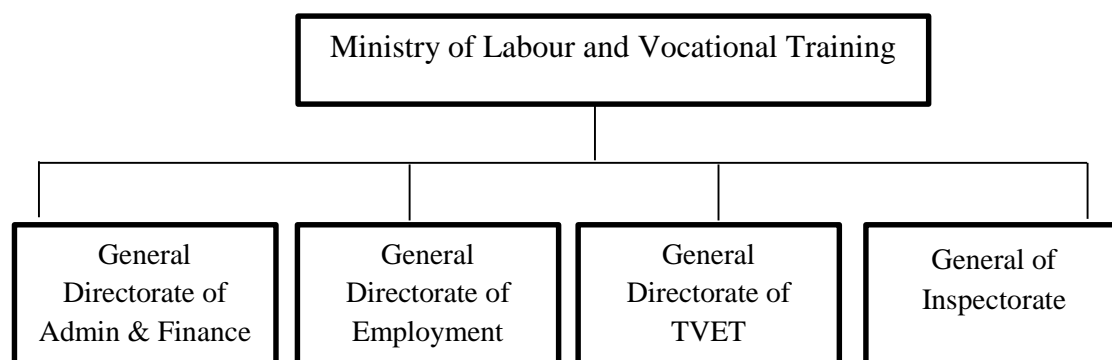 Ministry of Labour and Vocational Training
General
Directorate of
Admin & Finance
General
Directorate of
Employment
General
Directorate of
TVET
General of
Inspectorate